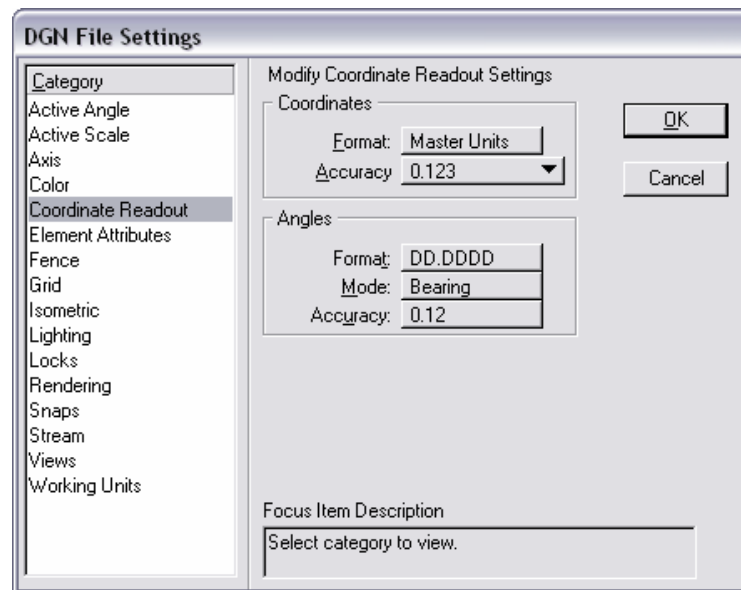 DGN File Settings
Category
Active Angle
Active Scale
Axis
Color
Coordinate Readout
Element Attributes
Fence
Grid
Isometric
Lighting
Locks
Rendering
Snaps
Stream
Views
Working Units
Modify Coordinate Readout Settings
Coordinates
Format: Master Units
Accuracy 0.123
Angles
Format: DD.DDDD
Mode: Bearing
Accuracy: 0.12
Focus Item Description
Select category to view.
OK
Cancel